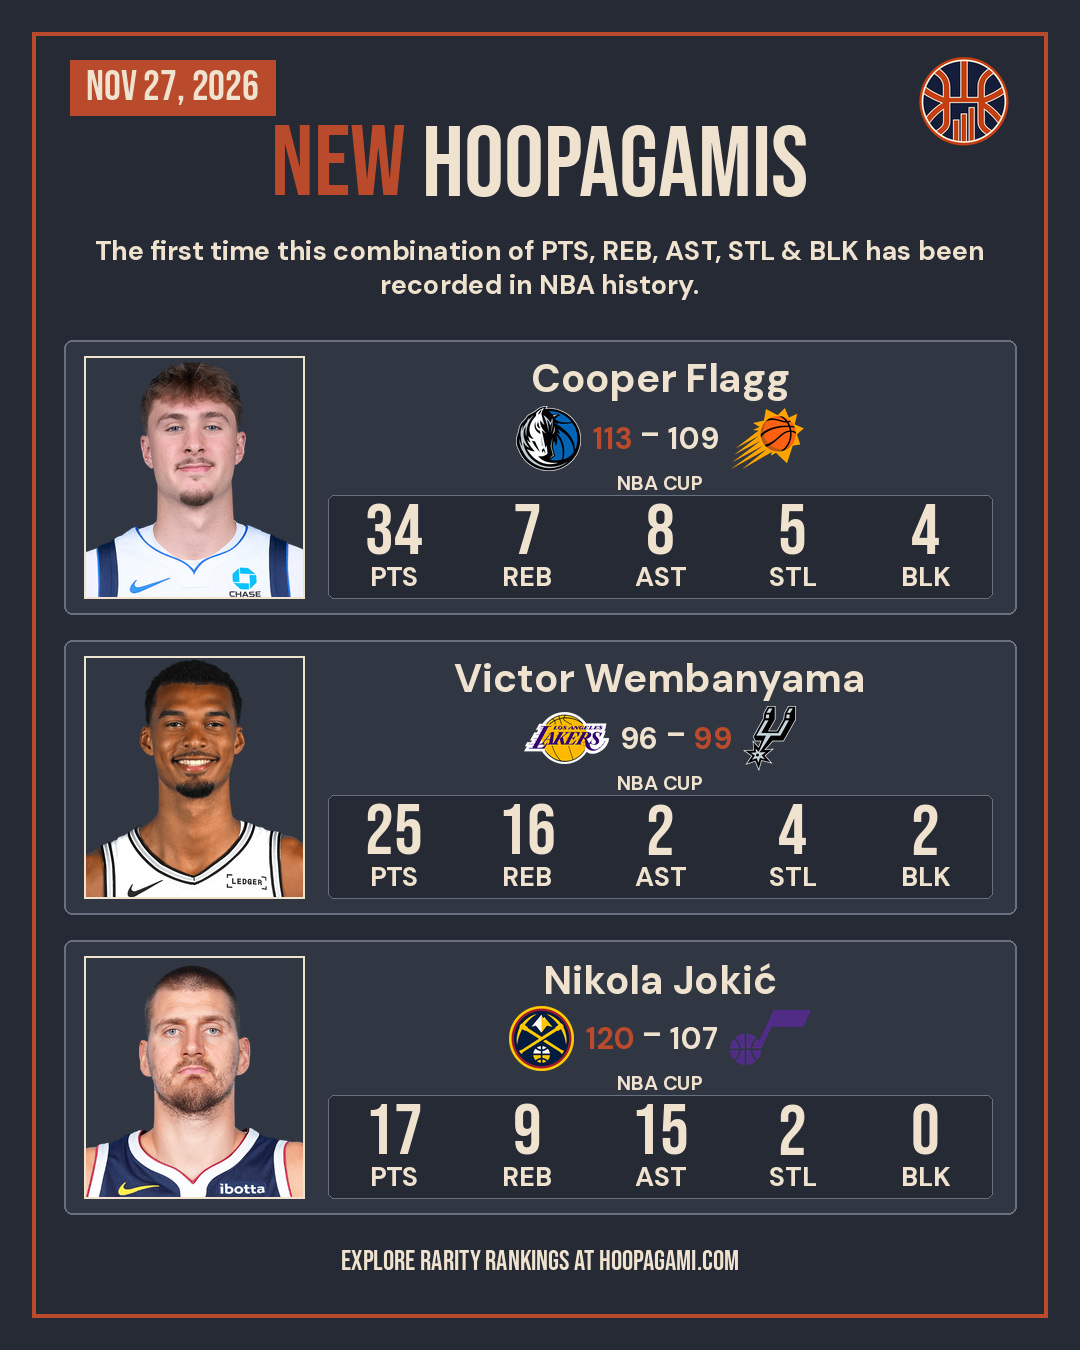 NOV 27, 2026
NEW HOOPAGAMIS
The first time this combination of PTS, REB, AST, STL & BLK has been
recorded in NBA history.
Cooper Flagg
113 – 109
NBA CUP
34 7 8 5 4
PTS REB AST STL BLK
CHASE
Victor Wembanyama
LOS ANGELES
LAKERS
96 – 99
NBA CUP
25 16 2 4 2
PTS REB AST STL BLK
LEDGER
Nikola Jokić
120 – 107
NBA CUP
17 9 15 2 0
PTS REB AST STL BLK
ibotta
EXPLORE RARITY RANKINGS AT HOOPAGAMI.COM